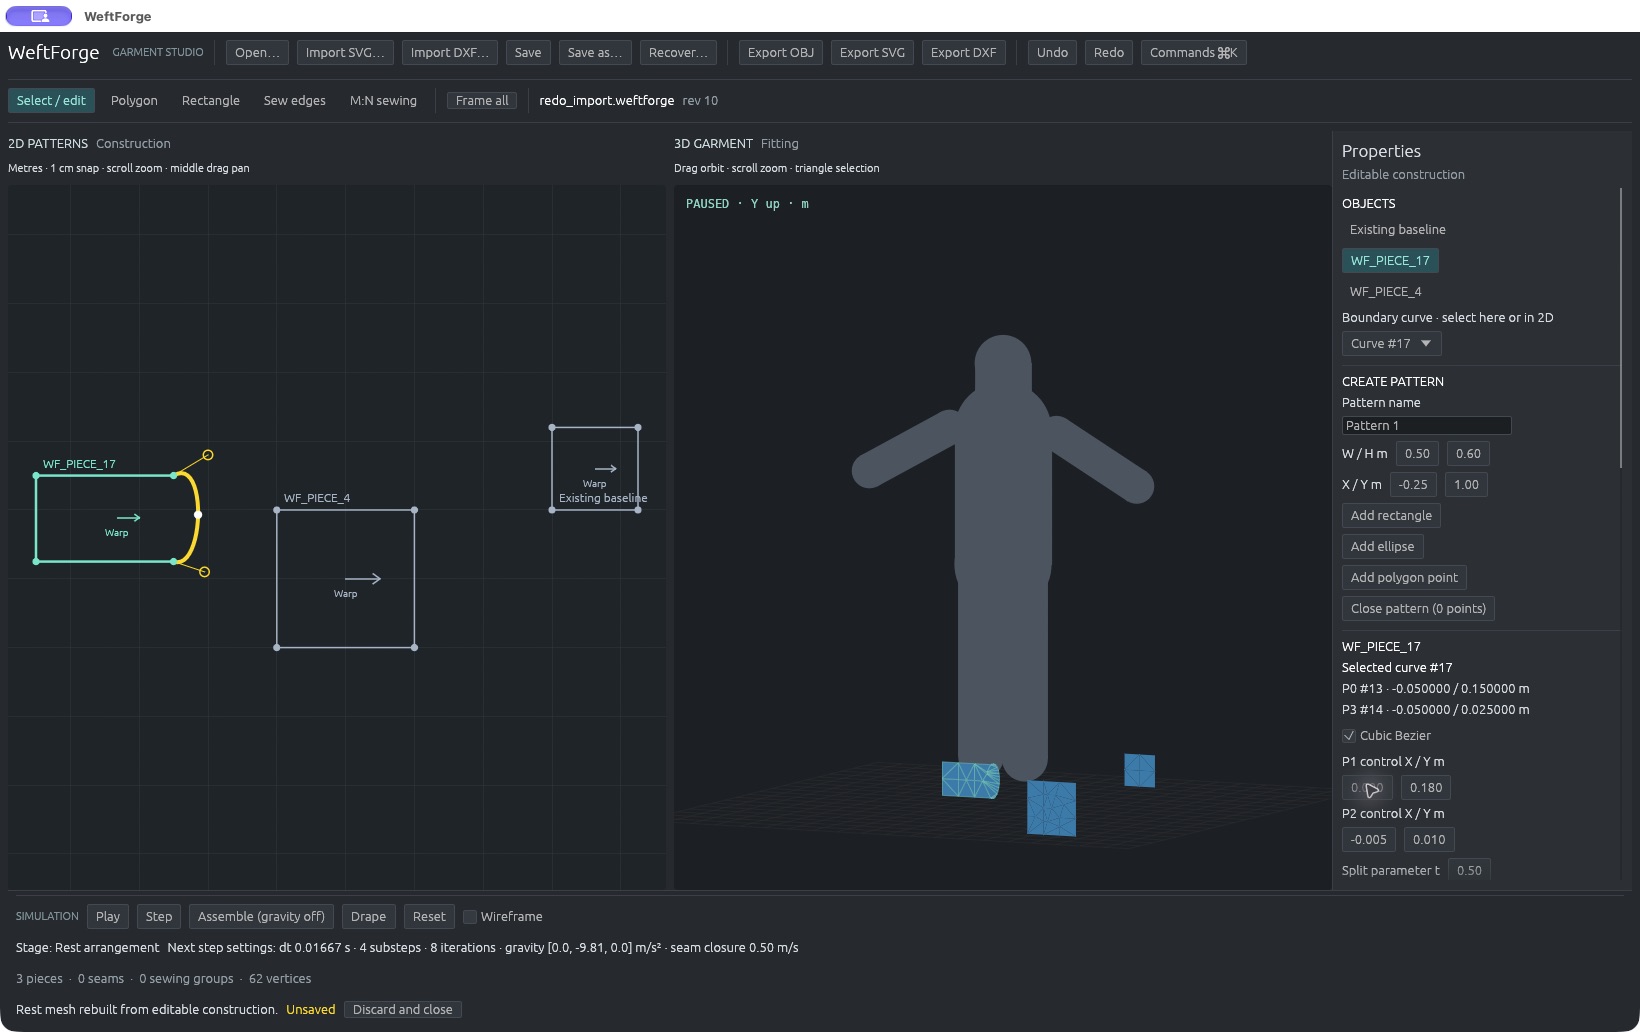 WeftForge
WeftForge GARMENT STUDIO Open... Import SVG... Import DXF... Save Save as... Recover... Export OBJ Export SVG Export DXF Undo Redo Commands ⌘K
Select / edit Polygon Rectangle Sew edges M:N sewing Frame all redo_import.weftforge rev 10
2D PATTERNS Construction
Metres · 1 cm snap · scroll zoom · middle drag pan
WF_PIECE_17
Warp
WF_PIECE_4
Warp
Warp
Existing baseline
3D GARMENT Fitting
Drag orbit · scroll zoom · triangle selection
PAUSED · Y up · m
Properties
Editable construction
OBJECTS
Existing baseline
WF_PIECE_17
WF_PIECE_4
Boundary curve · select here or in 2D
Curve #17
CREATE PATTERN
Pattern name
Pattern 1
W / H m 0.50 0.60
X / Y m -0.25 1.00
Add rectangle
Add ellipse
Add polygon point
Close pattern (0 points)
WF_PIECE_17
Selected curve #17
P0 #13 · -0.050000 / 0.150000 m
P3 #14 · -0.050000 / 0.025000 m
Cubic Bezier
P1 control X / Y m
0.180
P2 control X / Y m
-0.005 0.010
Split parameter t 0.50
SIMULATION Play Step Assemble (gravity off) Drape Reset Wireframe
Stage: Rest arrangement Next step settings: dt 0.01667 s · 4 substeps · 8 iterations · gravity [0.0, -9.81, 0.0] m/s² · seam closure 0.50 m/s
3 pieces · 0 seams · 0 sewing groups · 62 vertices
Rest mesh rebuilt from editable construction. Unsaved Discard and close